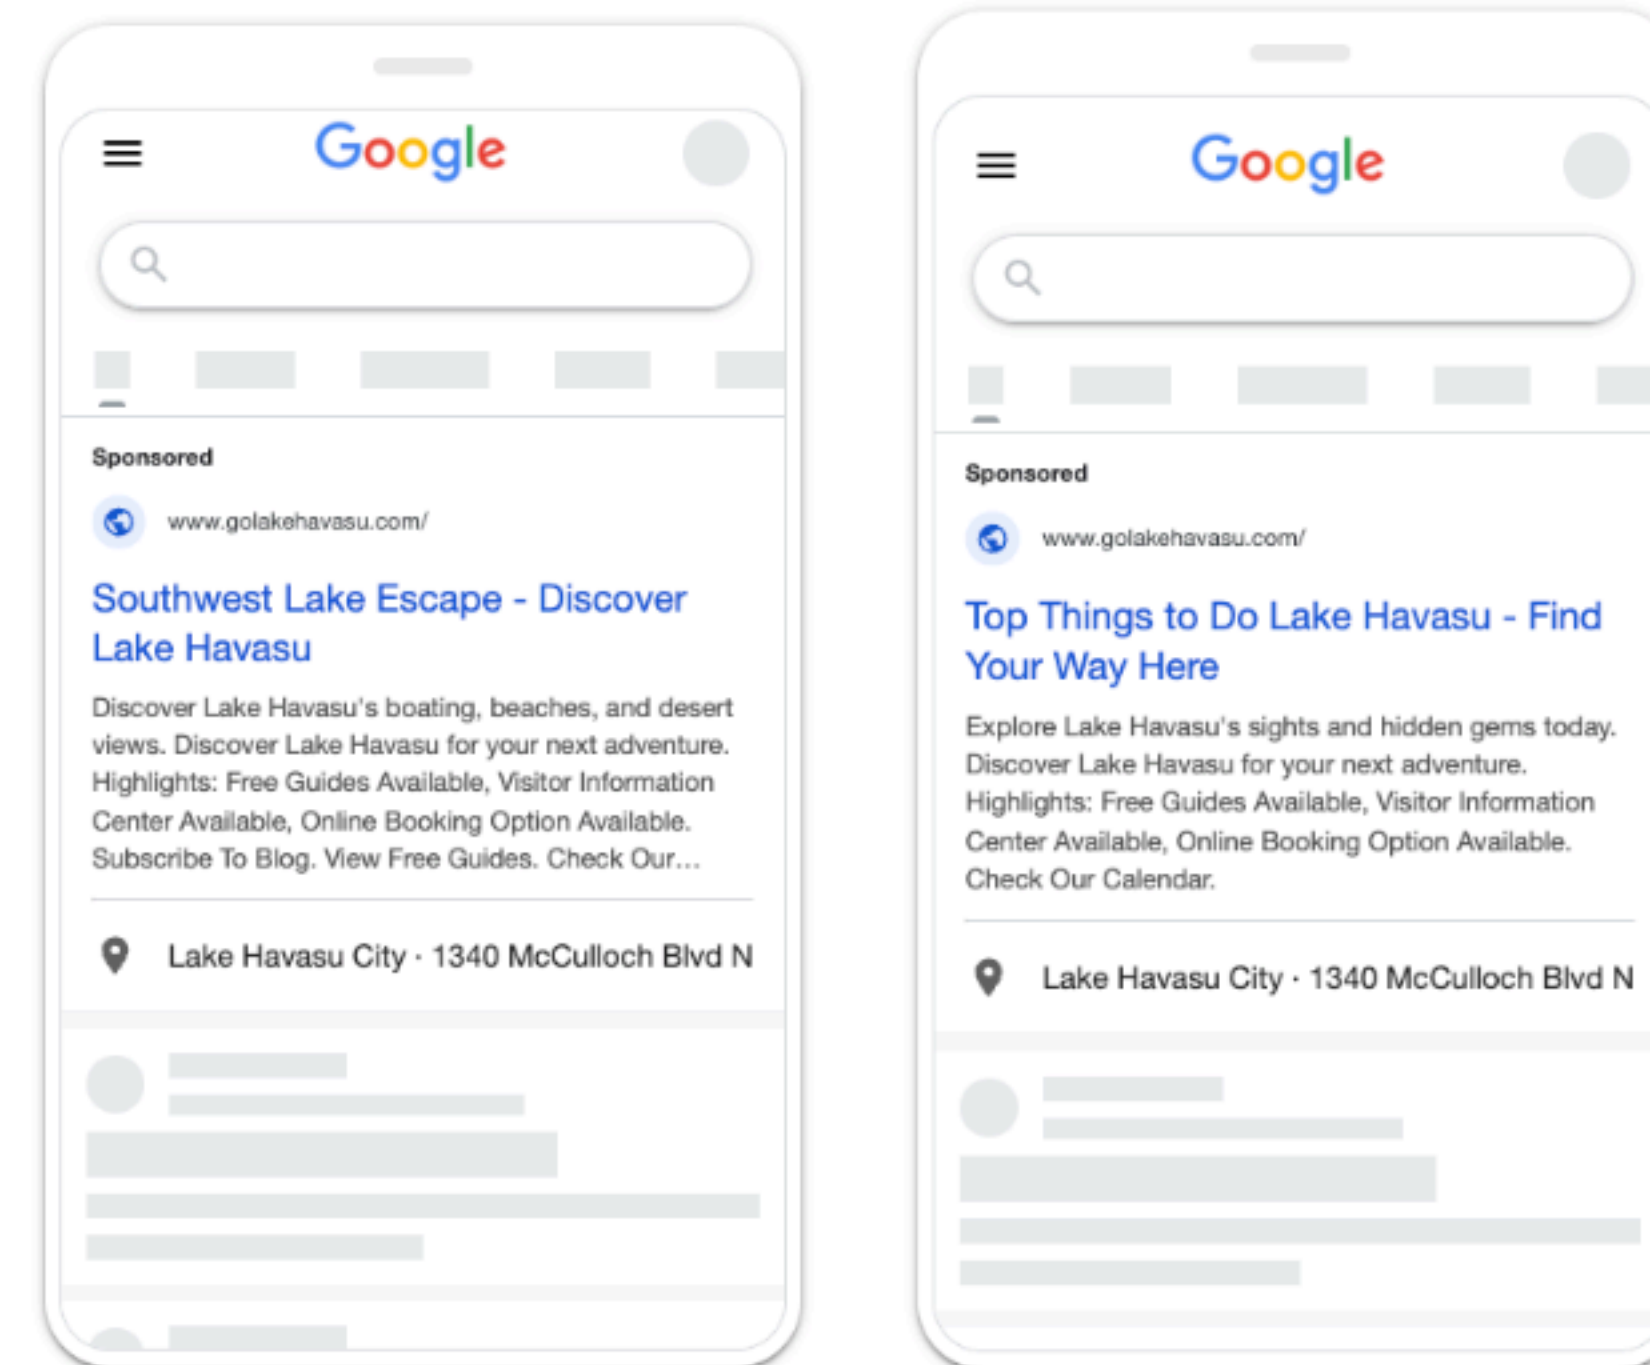 Google
Sponsored
www.golakehavasu.com/
Southwest Lake Escape - Discover
Lake Havasu
Discover Lake Havasu's boating, beaches, and desert
views. Discover Lake Havasu for your next adventure.
Highlights: Free Guides Available, Visitor Information
Center Available, Online Booking Option Available.
Subscribe To Blog. View Free Guides. Check Our...
Lake Havasu City · 1340 McCulloch Blvd N
Google
Sponsored
www.golakehavasu.com/
Top Things to Do Lake Havasu - Find
Your Way Here
Explore Lake Havasu's sights and hidden gems today.
Discover Lake Havasu for your next adventure.
Highlights: Free Guides Available, Visitor Information
Center Available, Online Booking Option Available.
Check Our Calendar.
Lake Havasu City · 1340 McCulloch Blvd N